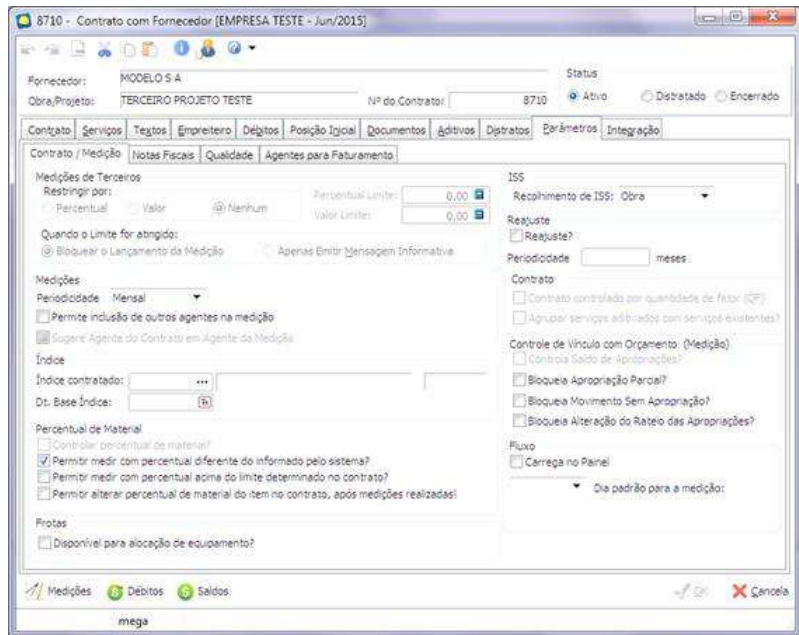 8710 - Contrato com Fornecedor [EMPRESA TESTE - Jun/2015]
Fornecedor: MODELO S A
Obra/Projeto: TERCEIRO PROJETO TESTE Nº do Contrato: 8710
Status
Ativo Distratado Encerrado
Contrato Serviços Textos Empreiteiro Débitos Posição Inicial Documentos Aditivos Distratos Parâmetros Integração
Contrato / Medição Notas Fiscais Qualidade Agentes para Faturamento
Medições de Terceiros
Restringir por:
Percentual Valor Nenhum
Percentual Limite: 0,00
Valor Limite: 0,00
Quando o Limite for atingido:
Bloquear o Lançamento da Medição Apenas Emitir Mensagem Informativa
Medições
Periodicidade Mensal
Permite inclusão de outros agentes na medição
Sugere Agente do Contrato em Agente da Medição
Índice
Índice contratado: ...
Dt. Base Índice:
Percentual de Material
Controlar percentual de material?
Permitir medir com percentual diferente do informado pelo sistema?
Permitir medir com percentual acima do limite determinado no contrato?
Permitir alterar percentual de material do item no contrato, após medições realizadas?
Frotas
Disponível para alocação de equipamento?
ISS
Recolhimento de ISS: Obra
Reajuste
Reajuste?
Periodicidade meses
Contrato
Contrato controlado por quantidade de fator (QF)
Agrupar serviços aditivados com serviços existentes?
Controle de Vínculo com Orçamento (Medição)
Controla Saldo de Apropriações?
Bloqueia Apropriação Parcial?
Bloqueia Movimento Sem Apropriação?
Bloqueia Alteração do Rateio das Apropriações?
Fluxo
Carrega no Painel
Dia padrão para a medição:
Medições Débitos Saldos OK Cancela
mega